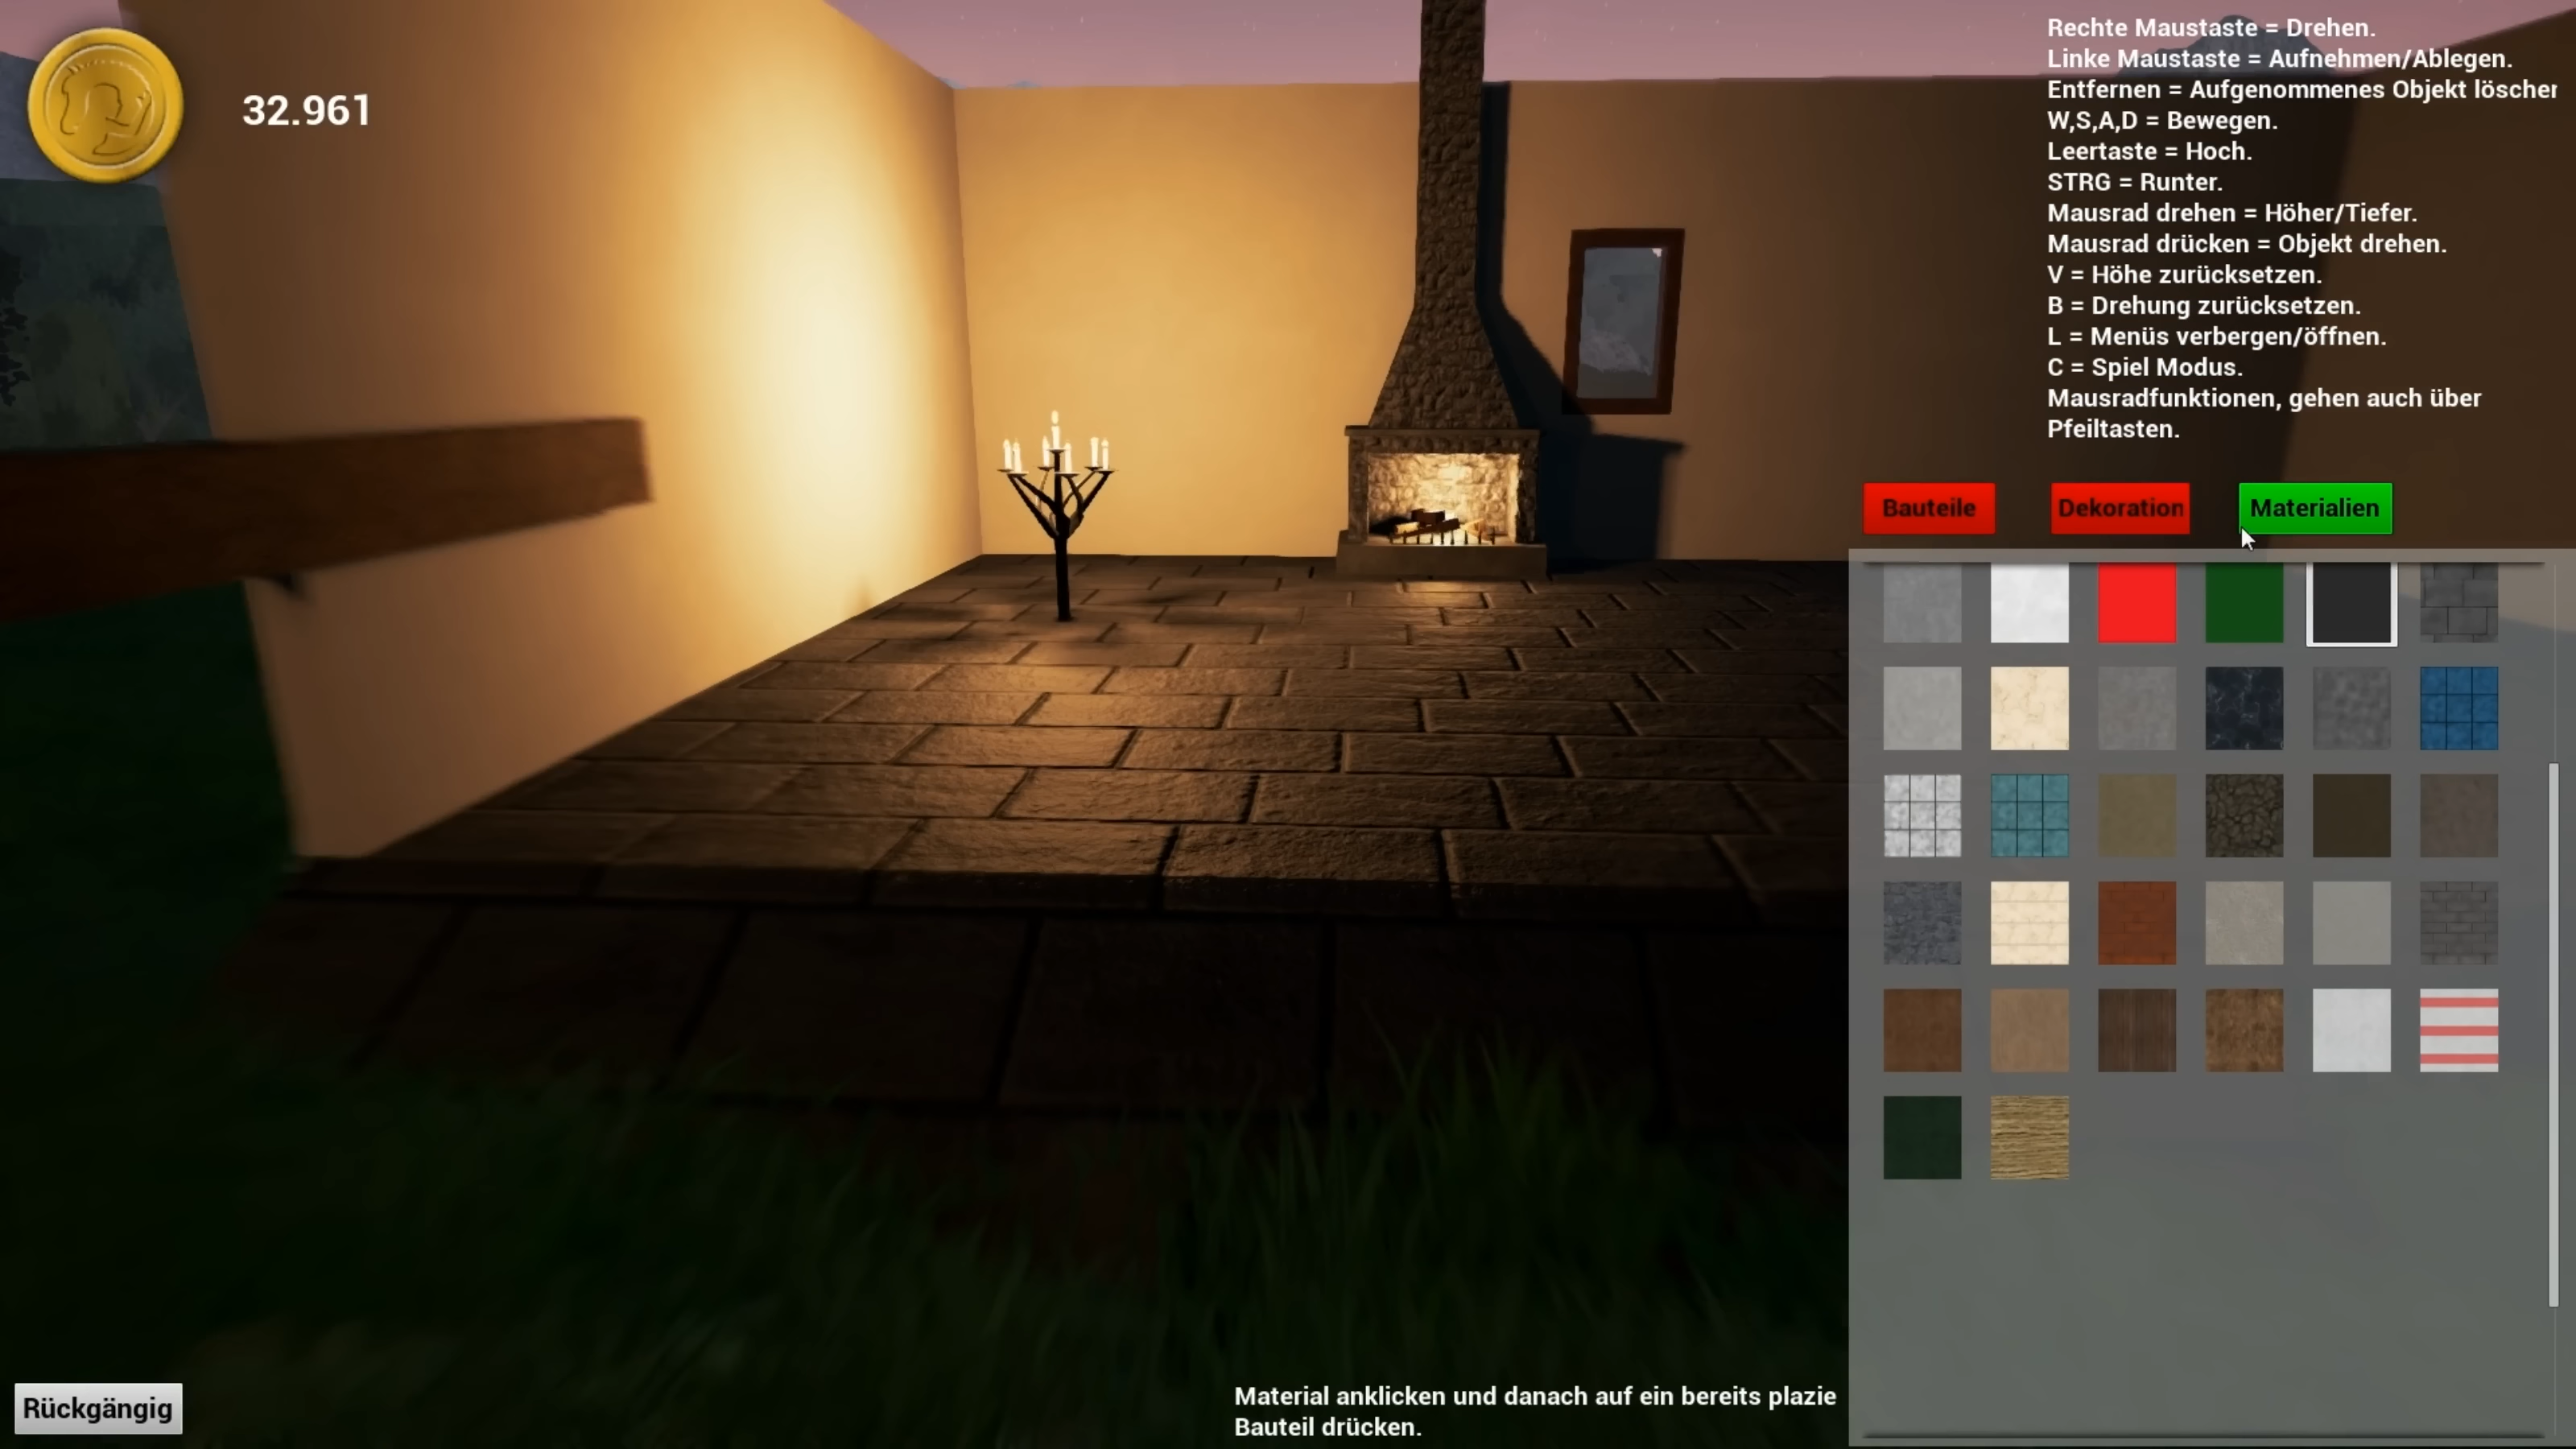 32.961
Rechte Maustaste = Drehen.
Linke Maustaste = Aufnehmen/Ablegen.
Entfernen = Aufgenommenes Objekt löschen
W,S,A,D = Bewegen.
Leertaste = Hoch.
STRG = Runter.
Mausrad drehen = Höher/Tiefer.
Mausrad drücken = Objekt drehen.
V = Höhe zurücksetzen.
B = Drehung zurücksetzen.
L = Menüs verbergen/öffnen.
C = Spiel Modus.
Mausradfunktionen, gehen auch über
Pfeiltasten.
Bauteile
Dekoration
Materialien
Material anklicken und danach auf ein bereits plazie
Bauteil drücken.
Rückgängig